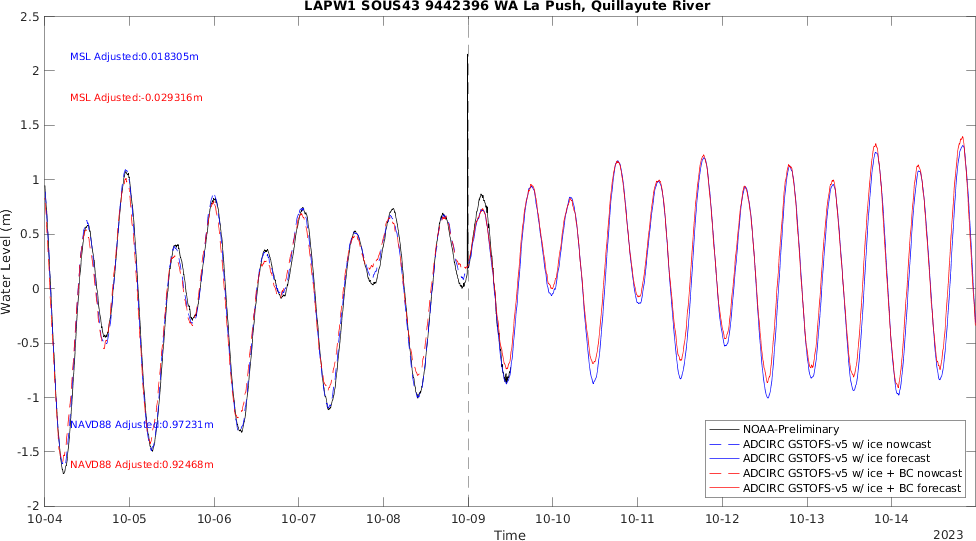 LAPW1 SOUS43 9442396 WA La Push, Quillayute River
2.5
2
1.5
1
0.5
0
-0.5
-1
-1.5
-2
Water Level (m)
MSL Adjusted:0.018305m
MSL Adjusted:-0.029316m
NAVD88 Adjusted:0.97231m
NAVD88 Adjusted:0.92468m
NOAA-Preliminary
ADCIRC GSTOFS-v5 w/ ice nowcast
ADCIRC GSTOFS-v5 w/ ice forecast
ADCIRC GSTOFS-v5 w/ ice + BC nowcast
ADCIRC GSTOFS-v5 w/ ice + BC forecast
10-04 10-05 10-06 10-07 10-08 10-09 10-10 10-11 10-12 10-13 10-14
Time
2023